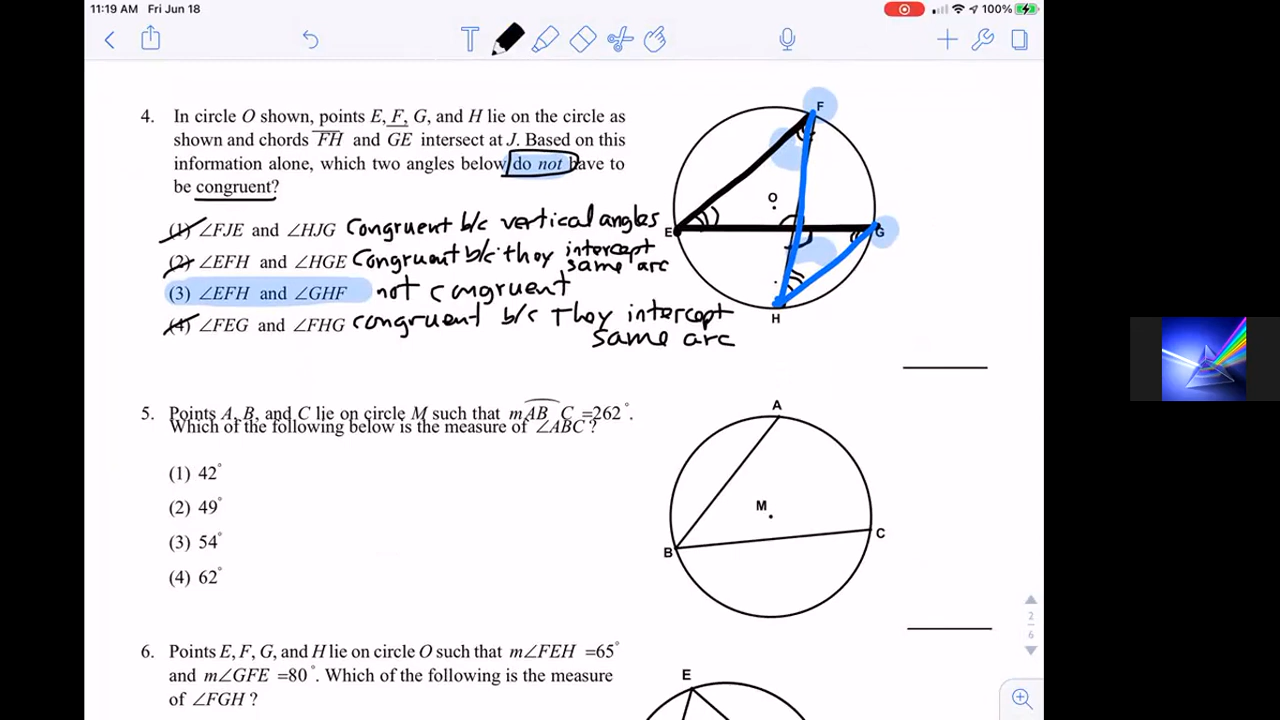 11:19 AM Fri Jun 18
100%
T
4. In circle O shown, points E, F, G, and H lie on the circle as
shown and chords FH and GE intersect at J. Based on this
information alone, which two angles below do not have to
be congruent?
(1) ∠FJE and ∠HJG Congruent b/c vertical angles
(2) ∠EFH and ∠HGE Congruent b/c they intercept
same arc
(3) ∠EFH and ∠GHF not congruent
(4) ∠FEG and ∠FHG congruent b/c They intercept
same arc
F
O
E
G
H
5. Points A, B, and C lie on circle M such that mAB C =262°.
Which of the following below is the measure of ∠ABC ?
(1) 42°
(2) 49°
(3) 54°
(4) 62°
A
M
B
C
2
6
6. Points E, F, G, and H lie on circle O such that m∠FEH =65°
and m∠GFE =80°. Which of the following is the measure
of ∠FGH ?
E